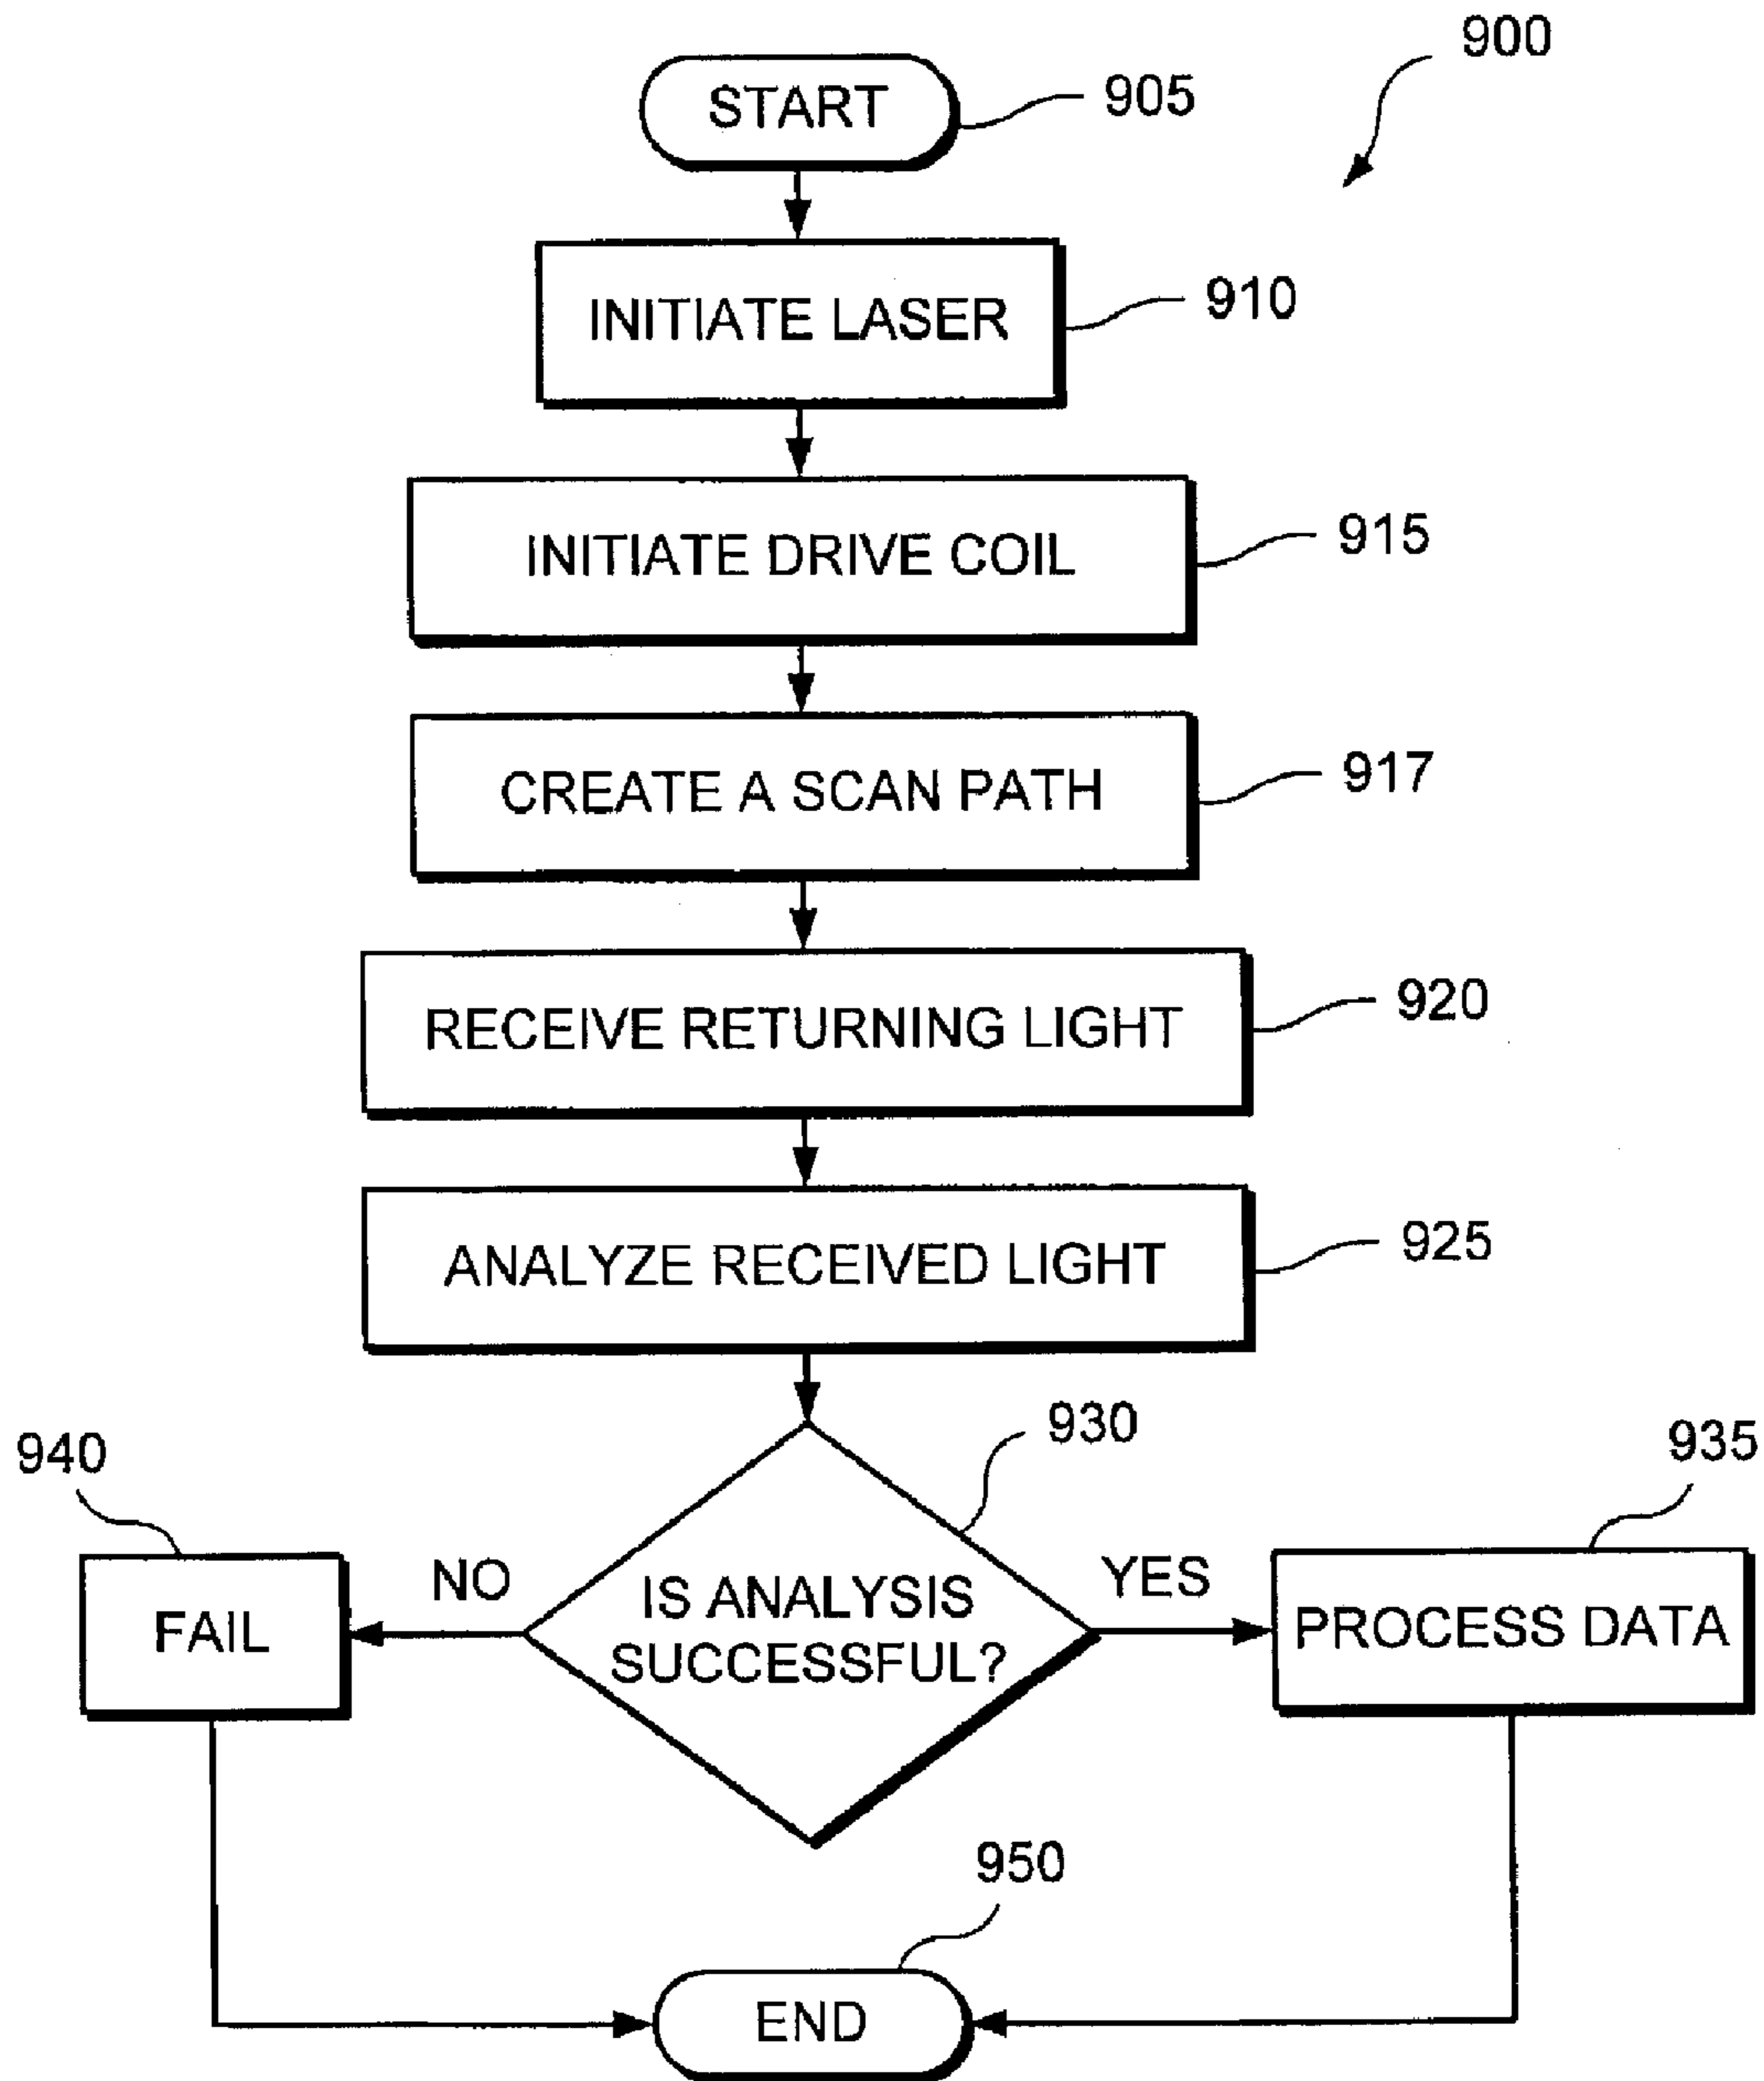 900
START
905
INITIATE LASER
910
INITIATE DRIVE COIL
915
CREATE A SCAN PATH
917
RECEIVE RETURNING LIGHT
920
ANALYZE RECEIVED LIGHT
925
930
940
935
NO
YES
IS ANALYSIS
SUCCESSFUL?
FAIL
PROCESS DATA
950
END